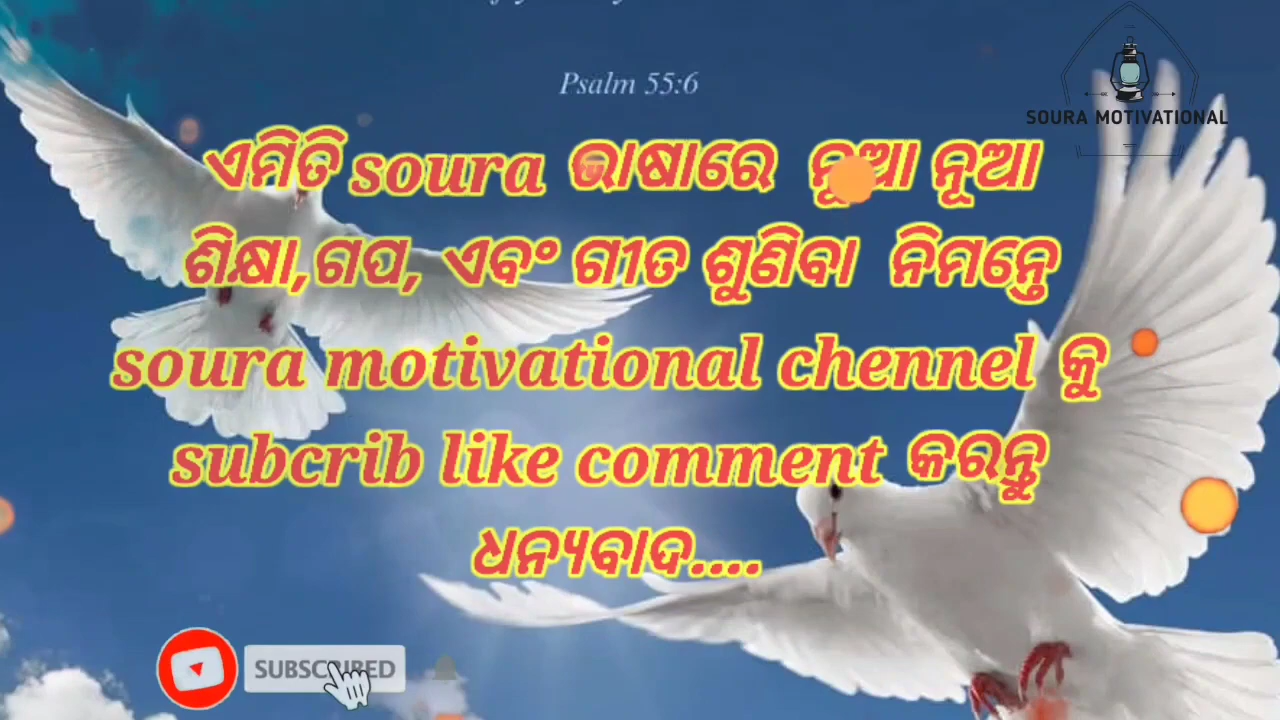 Psalm 55:6
SOURA MOTIVATIONAL
ଏମିତି soura ଭାଷାରେ ନୂଆ ନୂଆ
ଶିକ୍ଷା,ଗପ, ଏବଂ ଗୀତ ଶୁଣିବା ନିମନ୍ତେ
soura motivational chennel କୁ
subcrib like comment କରନ୍ତୁ
ଧନ୍ୟବାଦ....
SUBSCRIBED